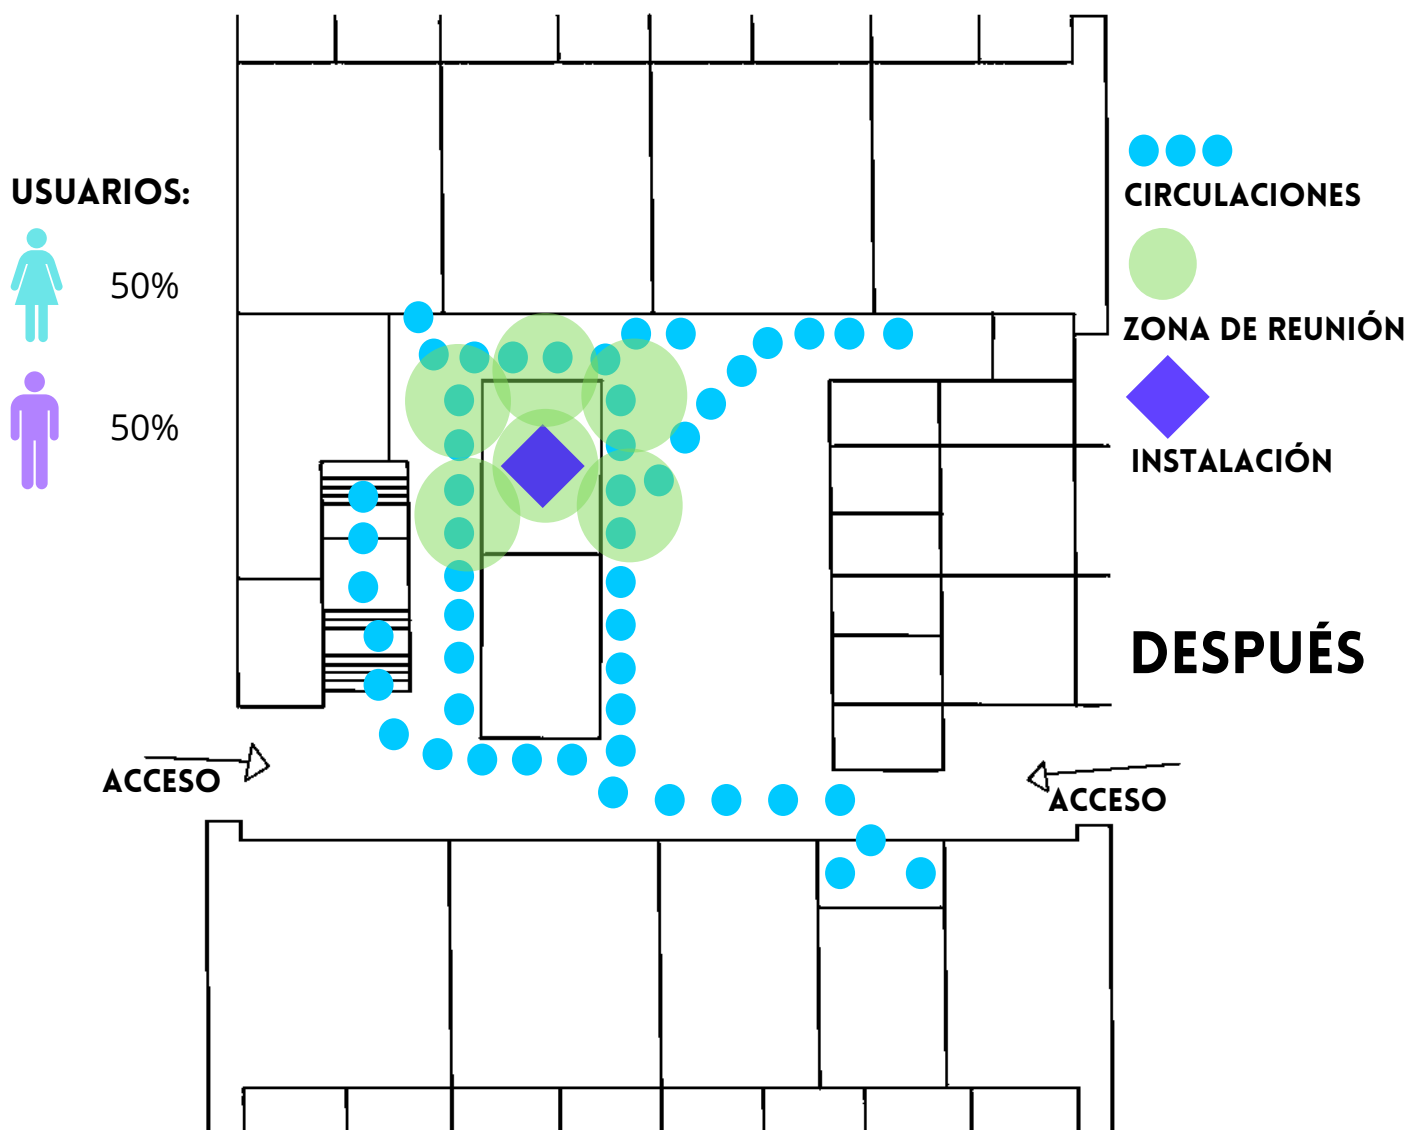 USUARIOS:
50%
50%
CIRCULACIONES
ZONA DE REUNIÓN
INSTALACIÓN
DESPUÉS
ACCESO
ACCESO